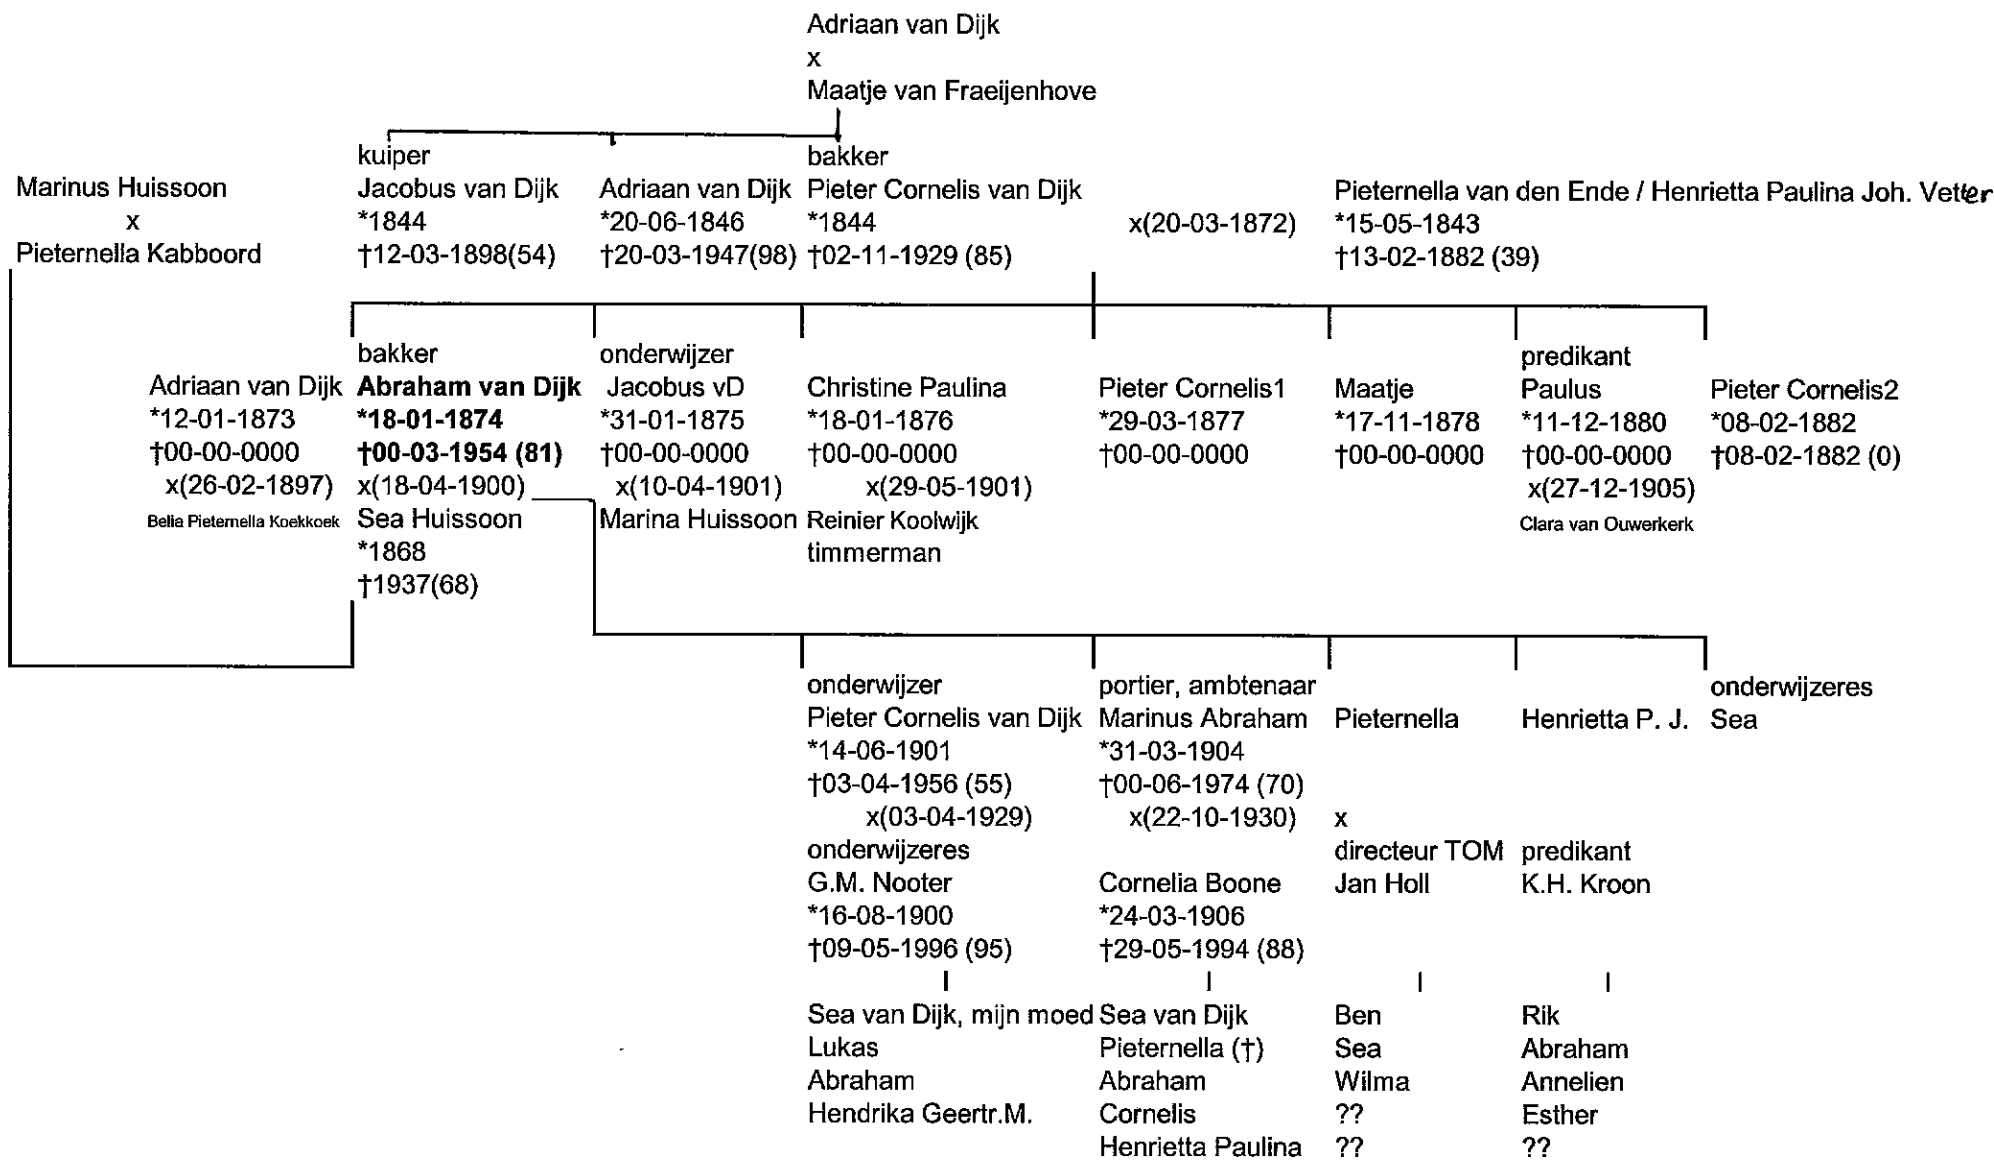 Adriaan van Dijk
x
Maatje van Fraeijenhove
kuiper bakker
Marinus Huissoon Jacobus van Dijk Adriaan van Dijk Pieter Cornelis van Dijk Pieternella van den Ende / Henrietta Paulina Joh. Vetter
x *1844 *20-06-1846 *1844 x(20-03-1872) *15-05-1843
Pieternella Kabboord †12-03-1898(54) †20-03-1947(98) †02-11-1929 (85) †13-02-1882 (39)
bakker onderwijzer predikant
Adriaan van Dijk Abraham van Dijk Jacobus vD Christine Paulina Pieter Cornelis1 Maatje Paulus Pieter Cornelis2
*12-01-1873 *18-01-1874 *31-01-1875 *18-01-1876 *29-03-1877 *17-11-1878 *11-12-1880 *08-02-1882
†00-00-0000 †00-03-1954 (81) †00-00-0000 †00-00-0000 †00-00-0000 †00-00-0000 †00-00-0000 †08-02-1882 (0)
x(26-02-1897) x(18-04-1900) x(10-04-1901) x(29-05-1901) x(27-12-1905)
Belia Pieternella Koekkoek Sea Huissoon Marina Huissoon Reinier Koolwijk Clara van Ouwerkerk
*1868 timmerman
†1937(68)
onderwijzer portier, ambtenaar onderwijzeres
Pieter Cornelis van Dijk Marinus Abraham Pieternella Henrietta P. J. Sea
*14-06-1901 *31-03-1904
†03-04-1956 (55) †00-06-1974 (70)
x(03-04-1929) x(22-10-1930) x
onderwijzeres directeur TOM predikant
G.M. Nooter Cornelia Boone Jan Holl K.H. Kroon
*16-08-1900 *24-03-1906
†09-05-1996 (95) †29-05-1994 (88)
Sea van Dijk, mijn moed Sea van Dijk Ben Rik
Lukas Pieternella (†) Sea Abraham
Abraham Abraham Wilma Annelien
Hendrika Geertr.M. Cornelis ?? Esther
Henrietta Paulina ?? ??